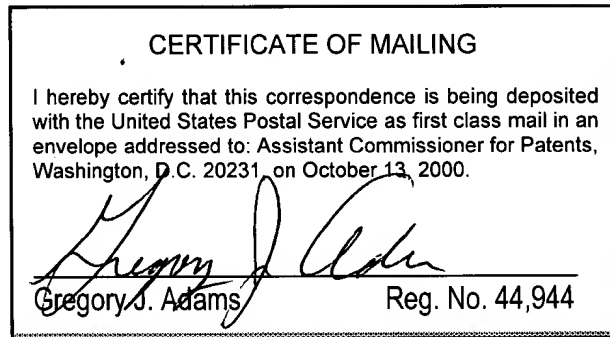 CERTIFICATE OF MAILING
I hereby certify that this correspondence is being deposited
with the United States Postal Service as first class mail in an
envelope addressed to: Assistant Commissioner for Patents,
Washington, D.C. 20231, on October 13, 2000.
Gregory J Adams
Gregory J. Adams Reg. No. 44,944